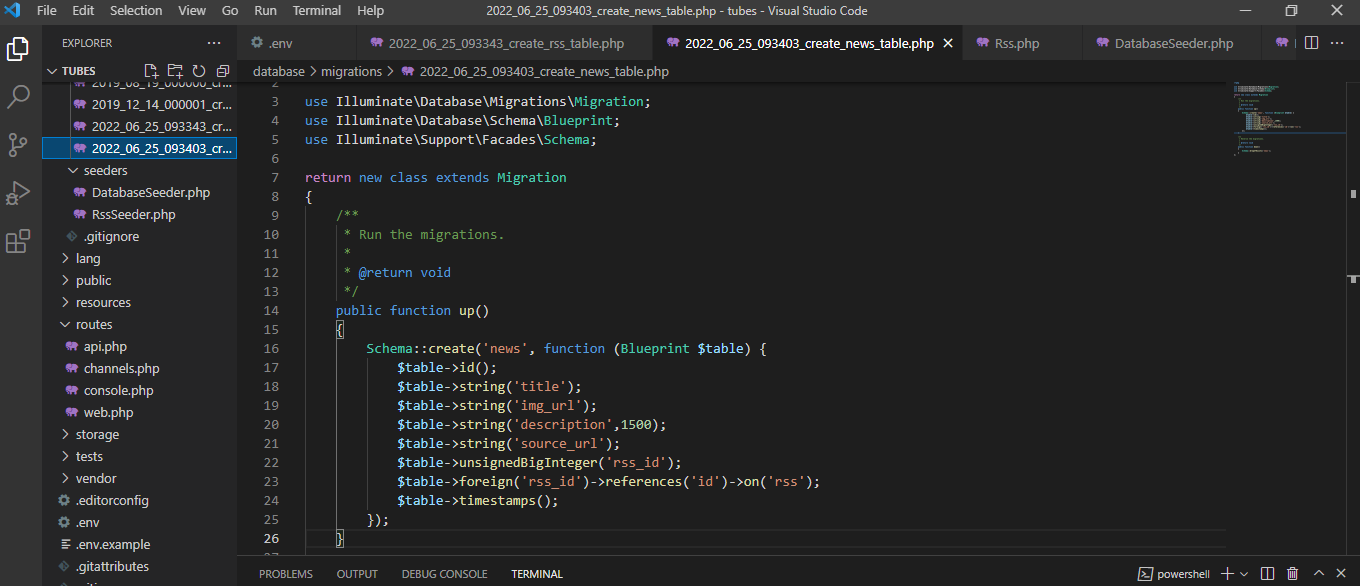 File Edit Selection View Go Run Terminal Help 2022_06_25_093403_create_news_table.php - tubes - Visual Studio Code
EXPLORER ...
TUBES
2019_08_19_000000_cr...
2019_12_14_000001_cr...
2022_06_25_093343_cr...
2022_06_25_093403_cr...
seeders
DatabaseSeeder.php
RssSeeder.php
.gitignore
lang
public
resources
routes
api.php
channels.php
console.php
web.php
storage
tests
vendor
.editorconfig
.env
.env.example
.gitattributes
.env 2022_06_25_093343_create_rss_table.php 2022_06_25_093403_create_news_table.php Rss.php DatabaseSeeder.php ...
database > migrations > 2022_06_25_093403_create_news_table.php
2
3 use Illuminate\Database\Migrations\Migration;
4 use Illuminate\Database\Schema\Blueprint;
5 use Illuminate\Support\Facades\Schema;
6
7 return new class extends Migration
8 {
9 /**
10 * Run the migrations.
11 *
12 * @return void
13 */
14 public function up()
15 {
16 Schema::create('news', function (Blueprint $table) {
17 $table->id();
18 $table->string('title');
19 $table->string('img_url');
20 $table->string('description',1500);
21 $table->string('source_url');
22 $table->unsignedBigInteger('rss_id');
23 $table->foreign('rss_id')->references('id')->on('rss');
24 $table->timestamps();
25 });
26 }
PROBLEMS OUTPUT DEBUG CONSOLE TERMINAL powershell